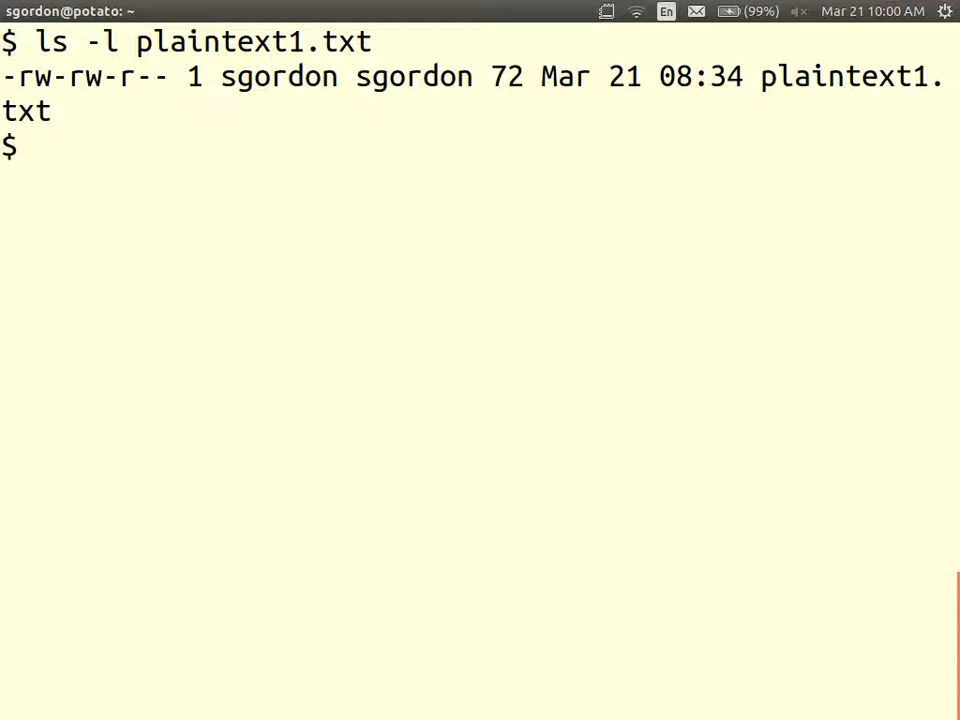 sgordon@potato: ~ En (99%) Mar 21 10:00 AM
$ ls -l plaintext1.txt
-rw-rw-r-- 1 sgordon sgordon 72 Mar 21 08:34 plaintext1.
txt
$